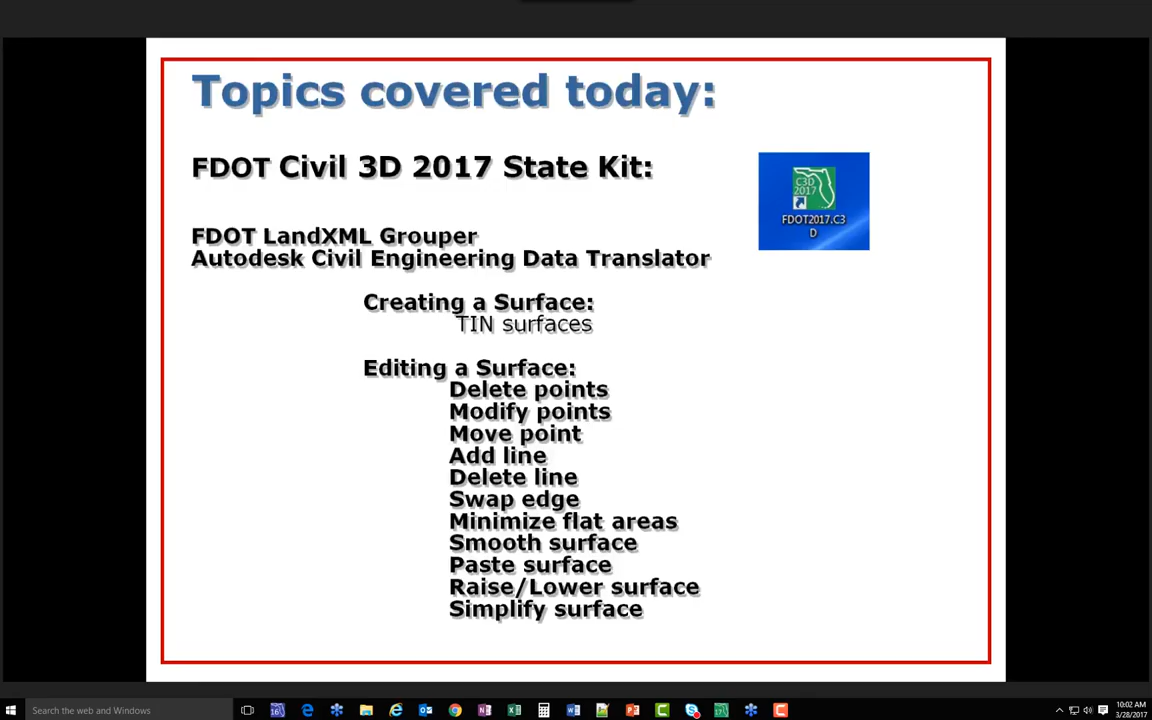 Topics covered today:
FDOT Civil 3D 2017 State Kit:
C3D
2017
FDOT2017.C3
D
FDOT LandXML Grouper
Autodesk Civil Engineering Data Translator
Creating a Surface:
TIN surfaces
Editing a Surface:
Delete points
Modify points
Move point
Add line
Delete line
Swap edge
Minimize flat areas
Smooth surface
Paste surface
Raise/Lower surface
Simplify surface
Search the web and Windows
10:02 AM
3/28/2017